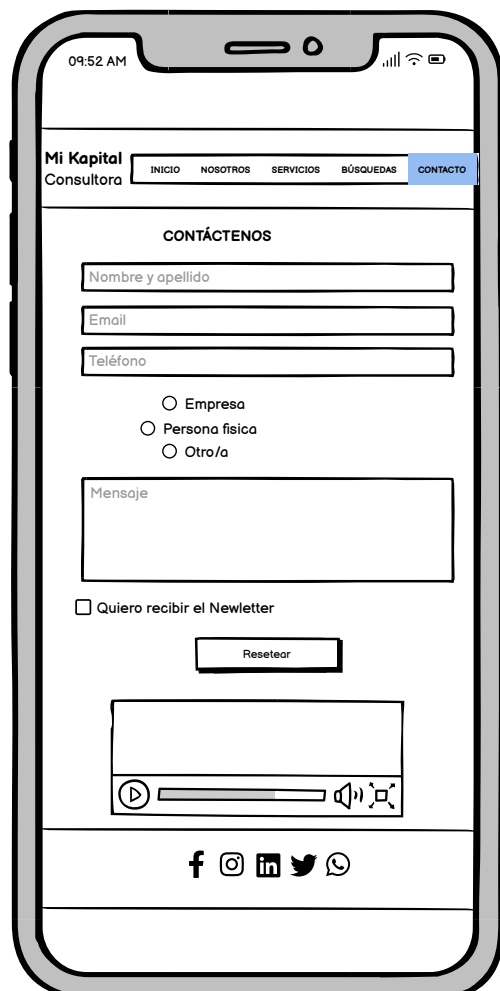 09:52 AM
Mi Kapital
Consultora
INICIO NOSOTROS SERVICIOS BÚSQUEDAS CONTACTO
CONTÁCTENOS
Nombre y apellido
Email
Teléfono
Empresa
Persona fisica
Otro/a
Mensaje
Quiero recibir el Newletter
Resetear